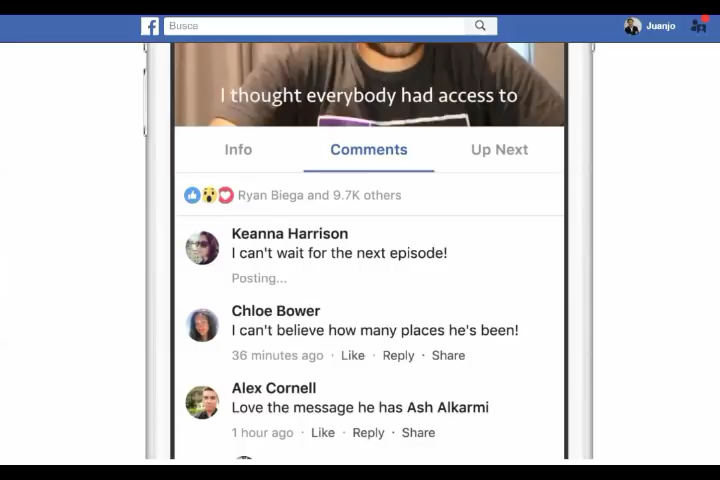 f
Busca
Juanjo
I thought everybody had access to
Info
Comments
Up Next
Ryan Biega and 9.7K others
Keanna Harrison
I can't wait for the next episode!
Posting...
Chloe Bower
I can't believe how many places he's been!
36 minutes ago · Like · Reply · Share
Alex Cornell
Love the message he has Ash Alkarmi
1 hour ago · Like · Reply · Share